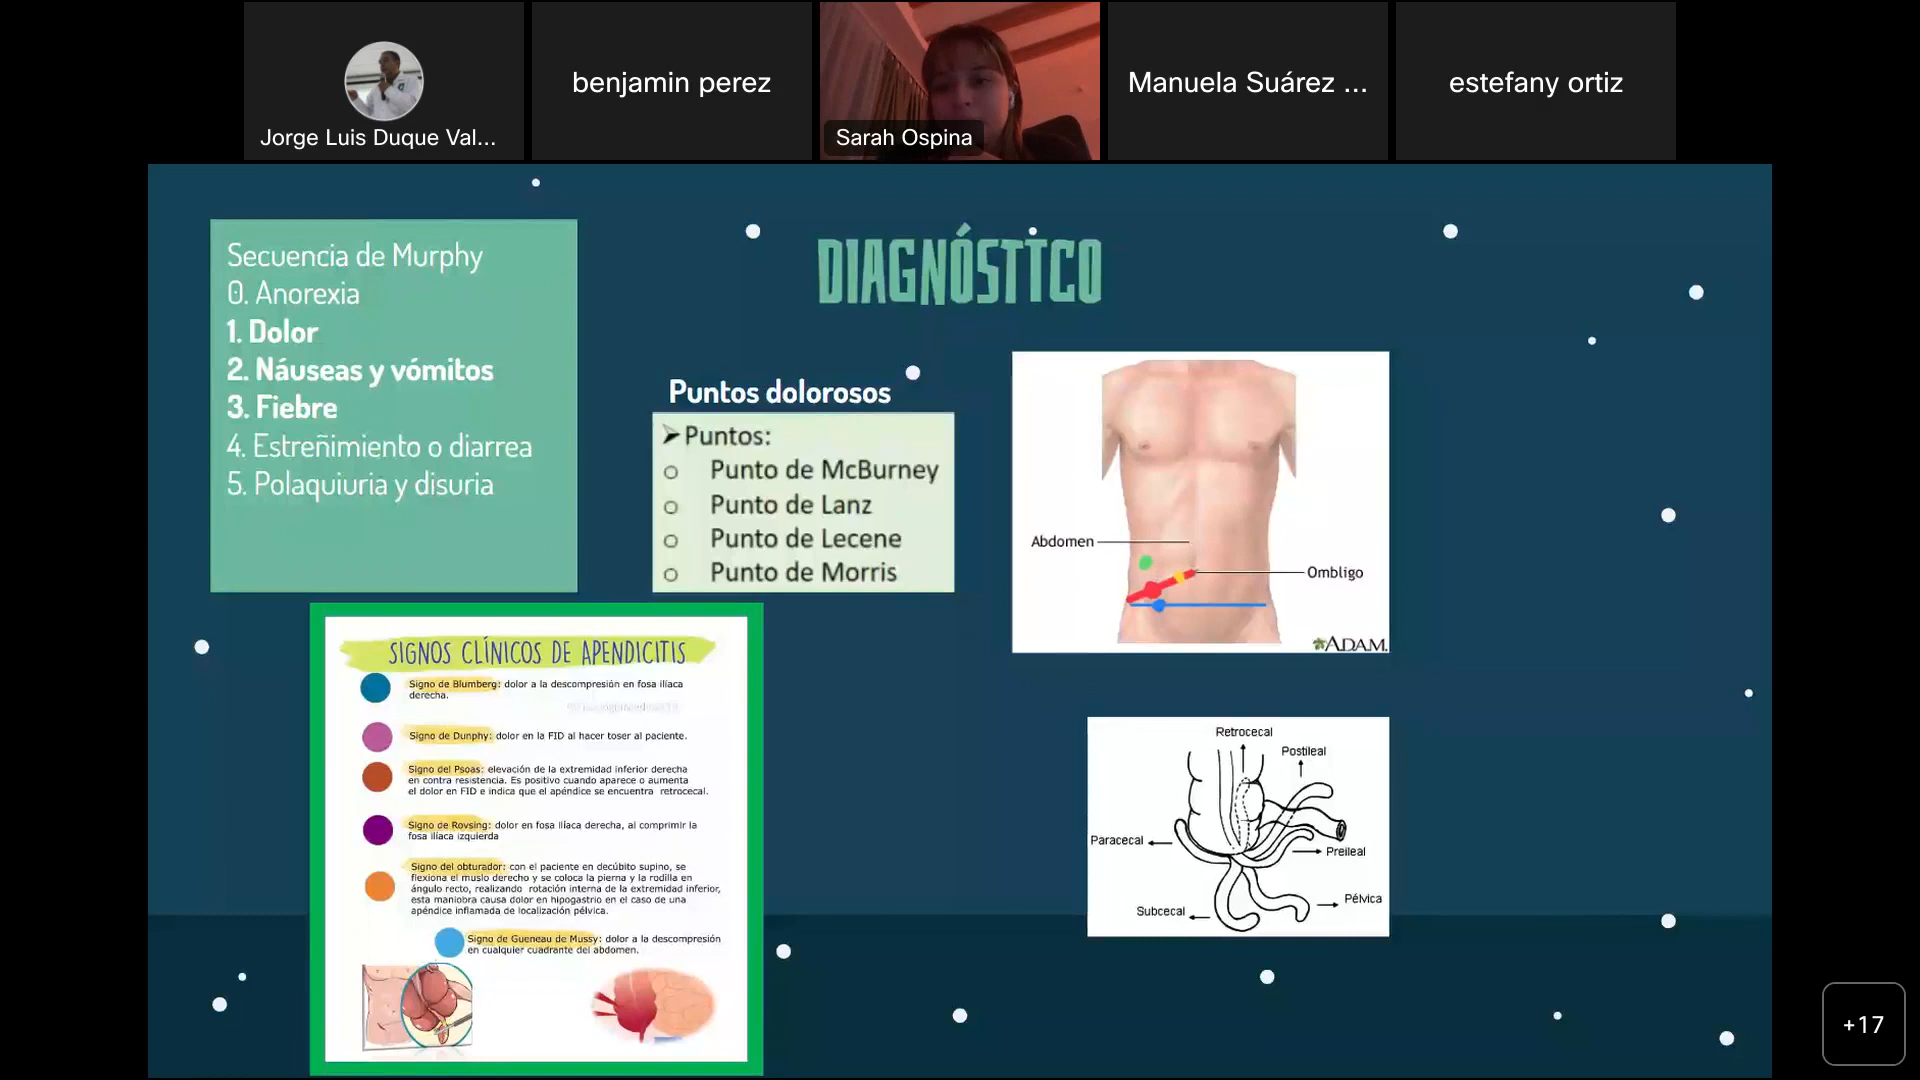 Jorge Luis Duque Val...
benjamin perez
Sarah Ospina
Manuela Suárez ...
estefany ortiz
DIAGNÓSTTCO
Secuencia de Murphy
0. Anorexia
1. Dolor
2. Náuseas y vómitos
3. Fiebre
4. Estreñimiento o diarrea
5. Polaquiuria y disuria
Puntos dolorosos
➤Puntos:
o Punto de McBurney
o Punto de Lanz
o Punto de Lecene
o Punto de Morris
Abdomen
Ombligo
ADAM.
SIGNOS CLÍNICOS DE APENDICITIS
Signo de Blumberg: dolor a la descompresión en fosa ilíaca
derecha.
Signo de Dunphy: dolor en la FID al hacer toser al paciente.
Signo del Psoas: elevación de la extremidad inferior derecha
en contra resistencia. Es positivo cuando aparece o aumenta
el dolor en FID e indica que el apéndice se encuentra retrocecal.
Signo de Rovsing: dolor en fosa ilíaca derecha, al comprimir la
fosa ilíaca izquierda
Signo del obturador: con el paciente en decúbito supino, se
flexiona el muslo derecho y se coloca la pierna y la rodilla en
ángulo recto, realizando rotación interna de la extremidad inferior,
esta maniobra causa dolor en hipogastrio en el caso de una
apéndice inflamada de localización pélvica.
Signo de Gueneau de Mussy: dolor a la descompresión
en cualquier cuadrante del abdomen.
Retrocecal
Postileal
Paracecal
Preileal
Pélvica
Subcecal
+17